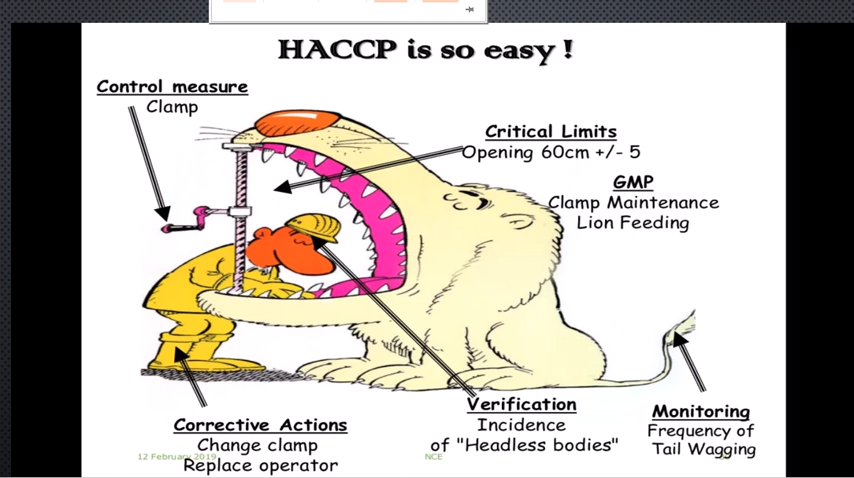 HACCP is so easy !
Control measure
Clamp
Critical Limits
Opening 60cm +/- 5
GMP
Clamp Maintenance
Lion Feeding
Corrective Actions
Change clamp
Replace operator
Verification
Incidence
of "Headless bodies"
Monitoring
Frequency of
Tail Wagging
12 February 2019
NCE